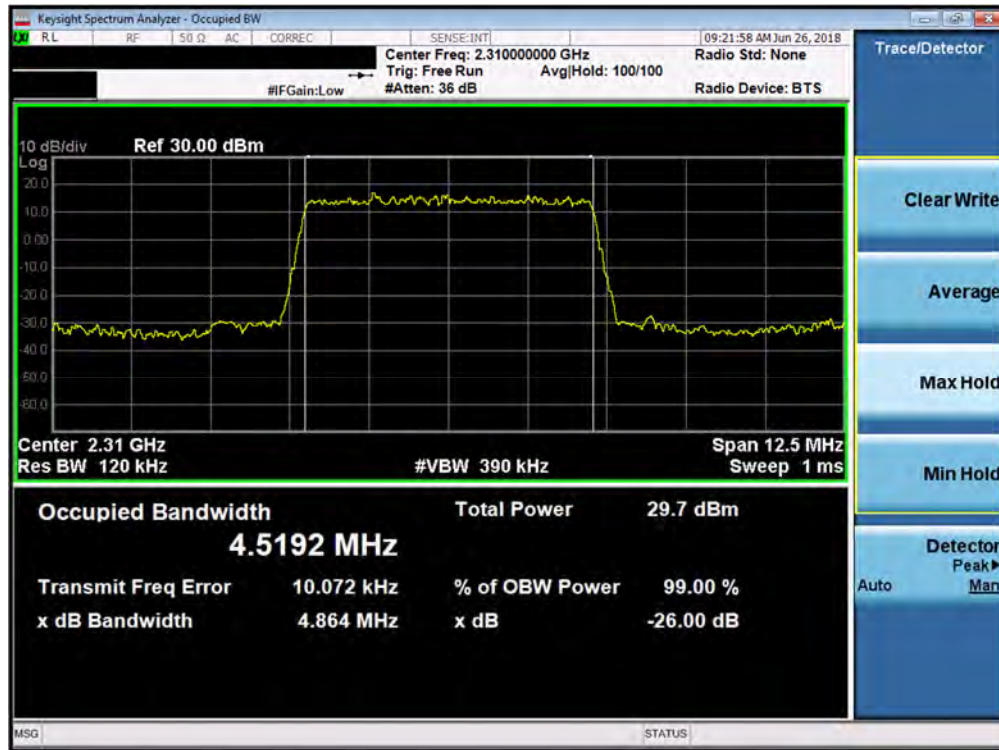 Keysight Spectrum Analyzer - Occupied BW
LXI RL RF 50 Ω AC CORREC SENSE:INT 09:21:58 AM Jun 26, 2018
Center Freq: 2.310000000 GHz Radio Std: None
Trig: Free Run Avg|Hold: 100/100
#IFGain:Low #Atten: 36 dB Radio Device: BTS
10 dB/div Ref 30.00 dBm
Log
20.0
10.0
0.00
-10.0
-20.0
-30.0
-40.0
-50.0
-60.0
Center 2.31 GHz Span 12.5 MHz
Res BW 120 kHz #VBW 390 kHz Sweep 1 ms
Occupied Bandwidth Total Power 29.7 dBm
4.5192 MHz
Transmit Freq Error 10.072 kHz % of OBW Power 99.00 %
x dB Bandwidth 4.864 MHz x dB -26.00 dB
MSG STATUS
Trace/Detector
Clear Write
Average
Max Hold
Min Hold
Detector
Peak▶
Auto Man